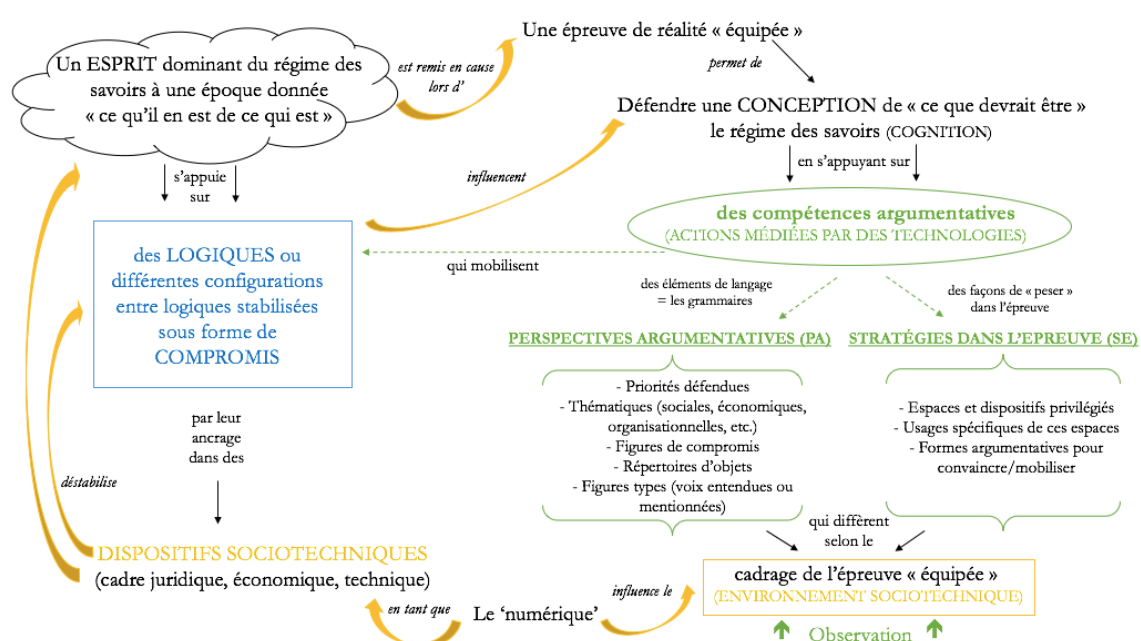 Un ESPRIT dominant du régime des
savoirs à une époque donnée
« ce qu'il en est de ce qui est »
est remis en cause
lors d'
Une épreuve de réalité « équipée »
permet de
Défendre une CONCEPTION de « ce que devrait être »
le régime des savoirs (COGNITION)
en s'appuyant sur
s'appuie
sur
influencent
des compétences argumentatives
(ACTIONS MÉDIÉES PAR DES TECHNOLOGIES)
des LOGIQUES ou
différentes configurations
entre logiques stabilisées
sous forme de
COMPROMIS
qui mobilisent
des éléments de langage
= les grammaires
des façons de « peser »
dans l'épreuve
PERSPECTIVES ARGUMENTATIVES (PA)
STRATÉGIES DANS L'EPREUVE (SE)
- Priorités défendues
- Thématiques (sociales, économiques,
organisationnelles, etc.)
- Figures de compromis
- Répertoires d'objets
- Figures types (voix entendues ou
mentionnées)
- Espaces et dispositifs privilégiés
- Usages spécifiques de ces espaces
- Formes argumentatives pour
convaincre/mobiliser
par leur
ancrage
dans des
déstabilise
qui diffèrent
selon le
DISPOSITIFS SOCIOTECHNIQUES
(cadre juridique, économique, technique)
en tant que
Le 'numérique'
influence le
cadrage de l'épreuve « équipée »
(ENVIRONNEMENT SOCIOTECHNIQUE)
Observation